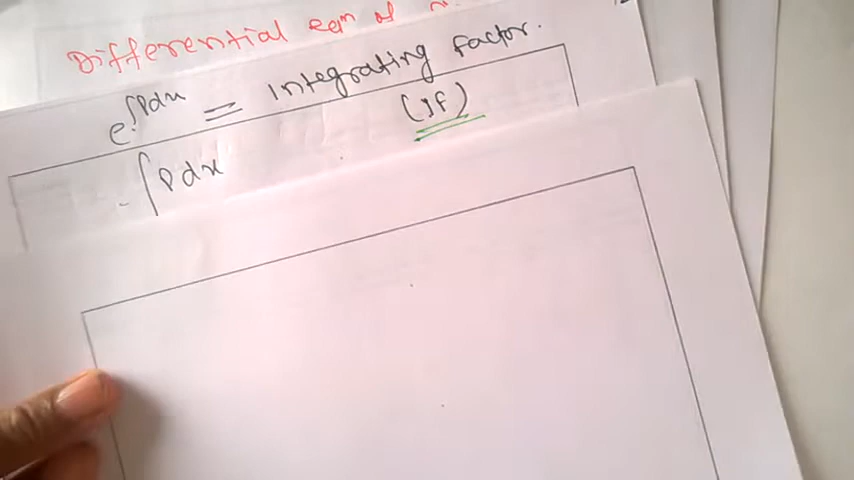 Differential eqn of
e^∫Pdx = Integrating Factor.
(IF)
∫Pdx